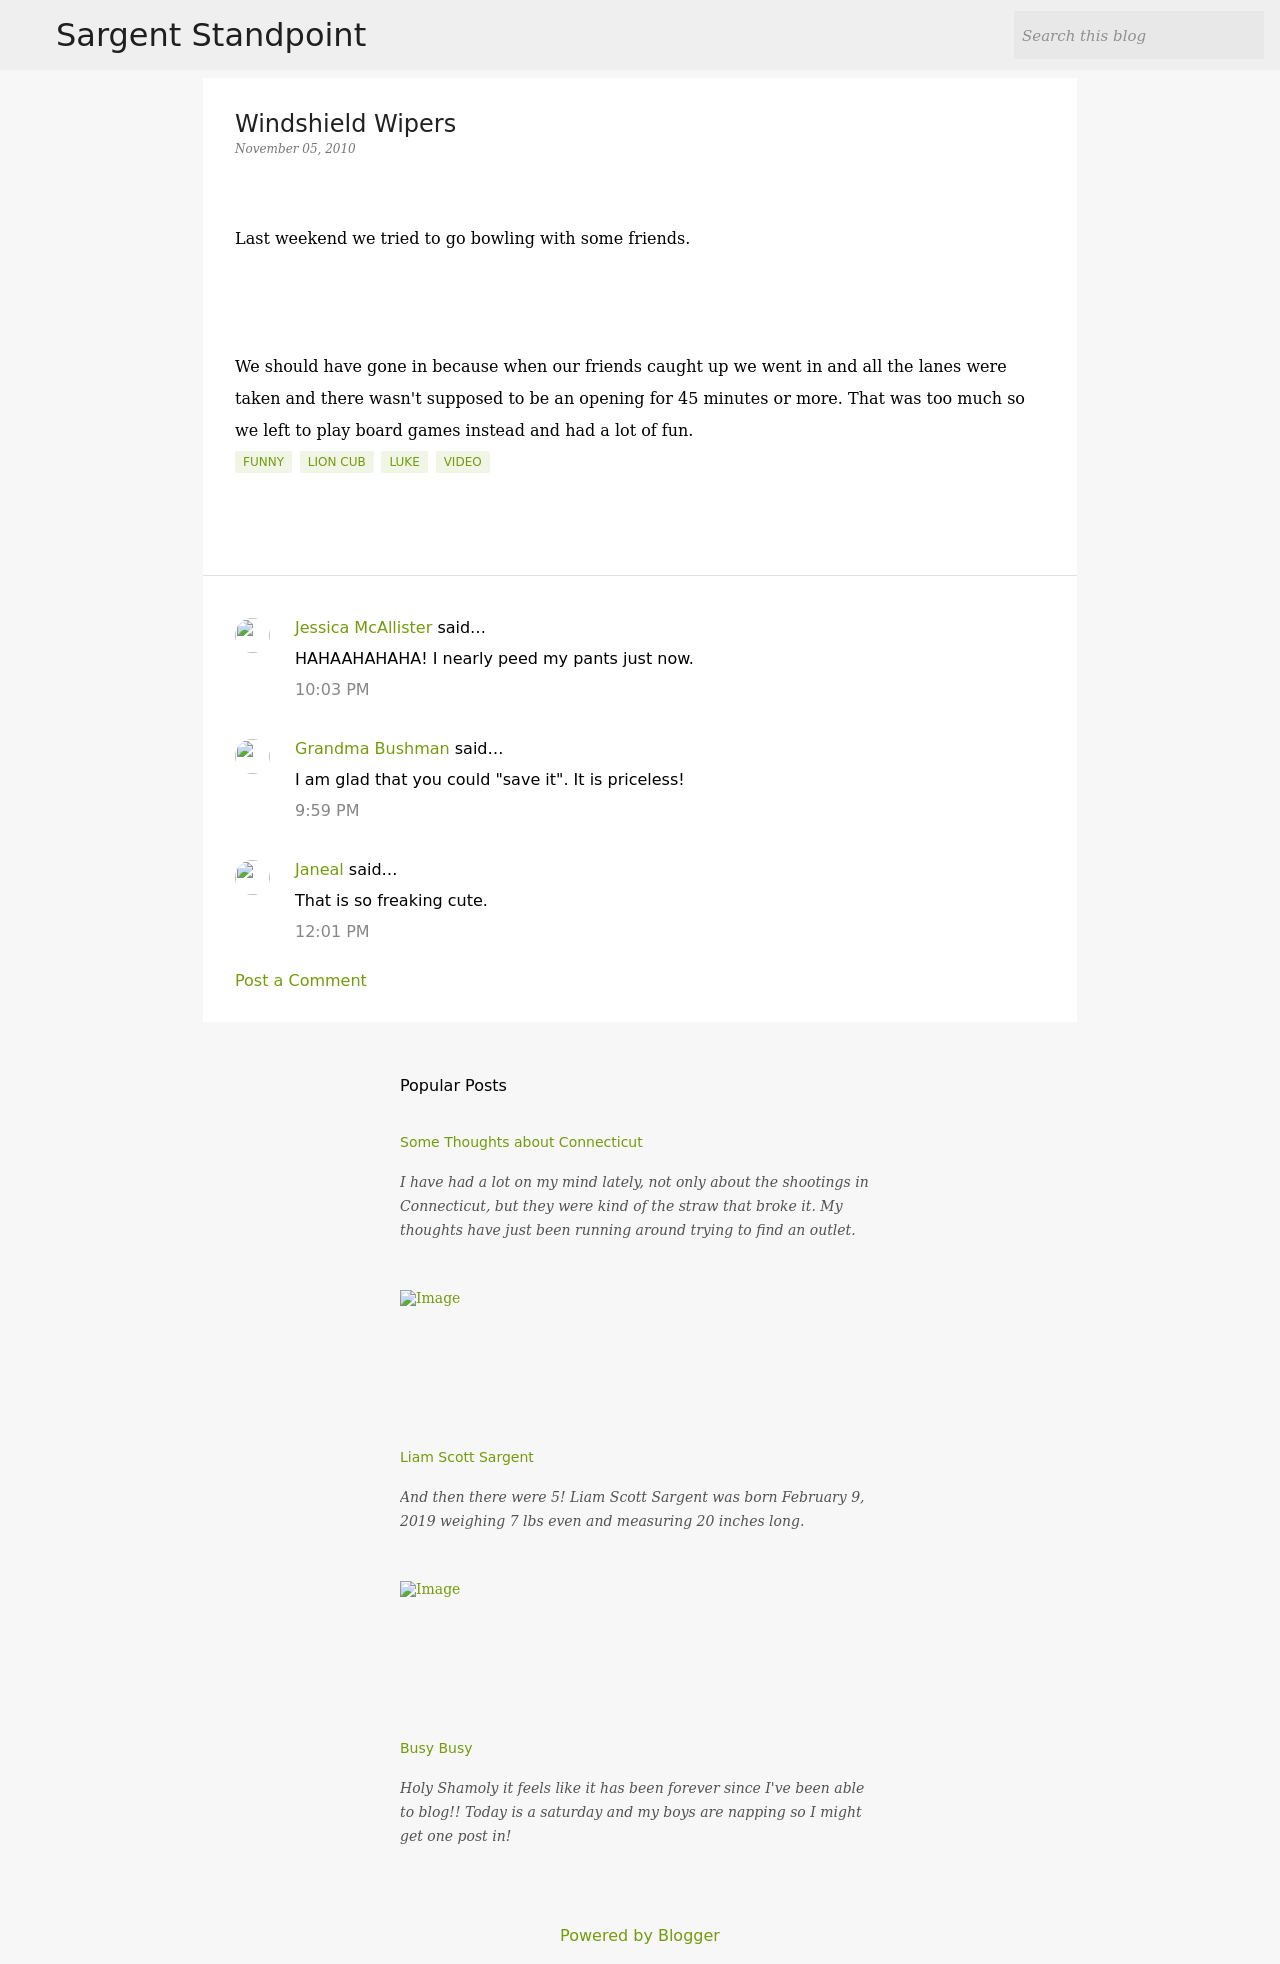 Sargent Standpoint
Search this blog
Windshield Wipers
November 05, 2010
Last weekend we tried to go bowling with some friends.
We should have gone in because when our friends caught up we went in and all the lanes were
taken and there wasn't supposed to be an opening for 45 minutes or more. That was too much so
we left to play board games instead and had a lot of fun.
FUNNY LION CUB LUKE VIDEO
Jessica McAllister said…
HAHAAHAHAHA! I nearly peed my pants just now.
10:03 PM
Grandma Bushman said…
I am glad that you could "save it". It is priceless!
9:59 PM
Janeal said…
That is so freaking cute.
12:01 PM
Post a Comment
Popular Posts
Some Thoughts about Connecticut
I have had a lot on my mind lately, not only about the shootings in
Connecticut, but they were kind of the straw that broke it. My
thoughts have just been running around trying to find an outlet.
Image
Liam Scott Sargent
And then there were 5! Liam Scott Sargent was born February 9,
2019 weighing 7 lbs even and measuring 20 inches long.
Image
Busy Busy
Holy Shamoly it feels like it has been forever since I've been able
to blog!! Today is a saturday and my boys are napping so I might
get one post in!
Powered by Blogger